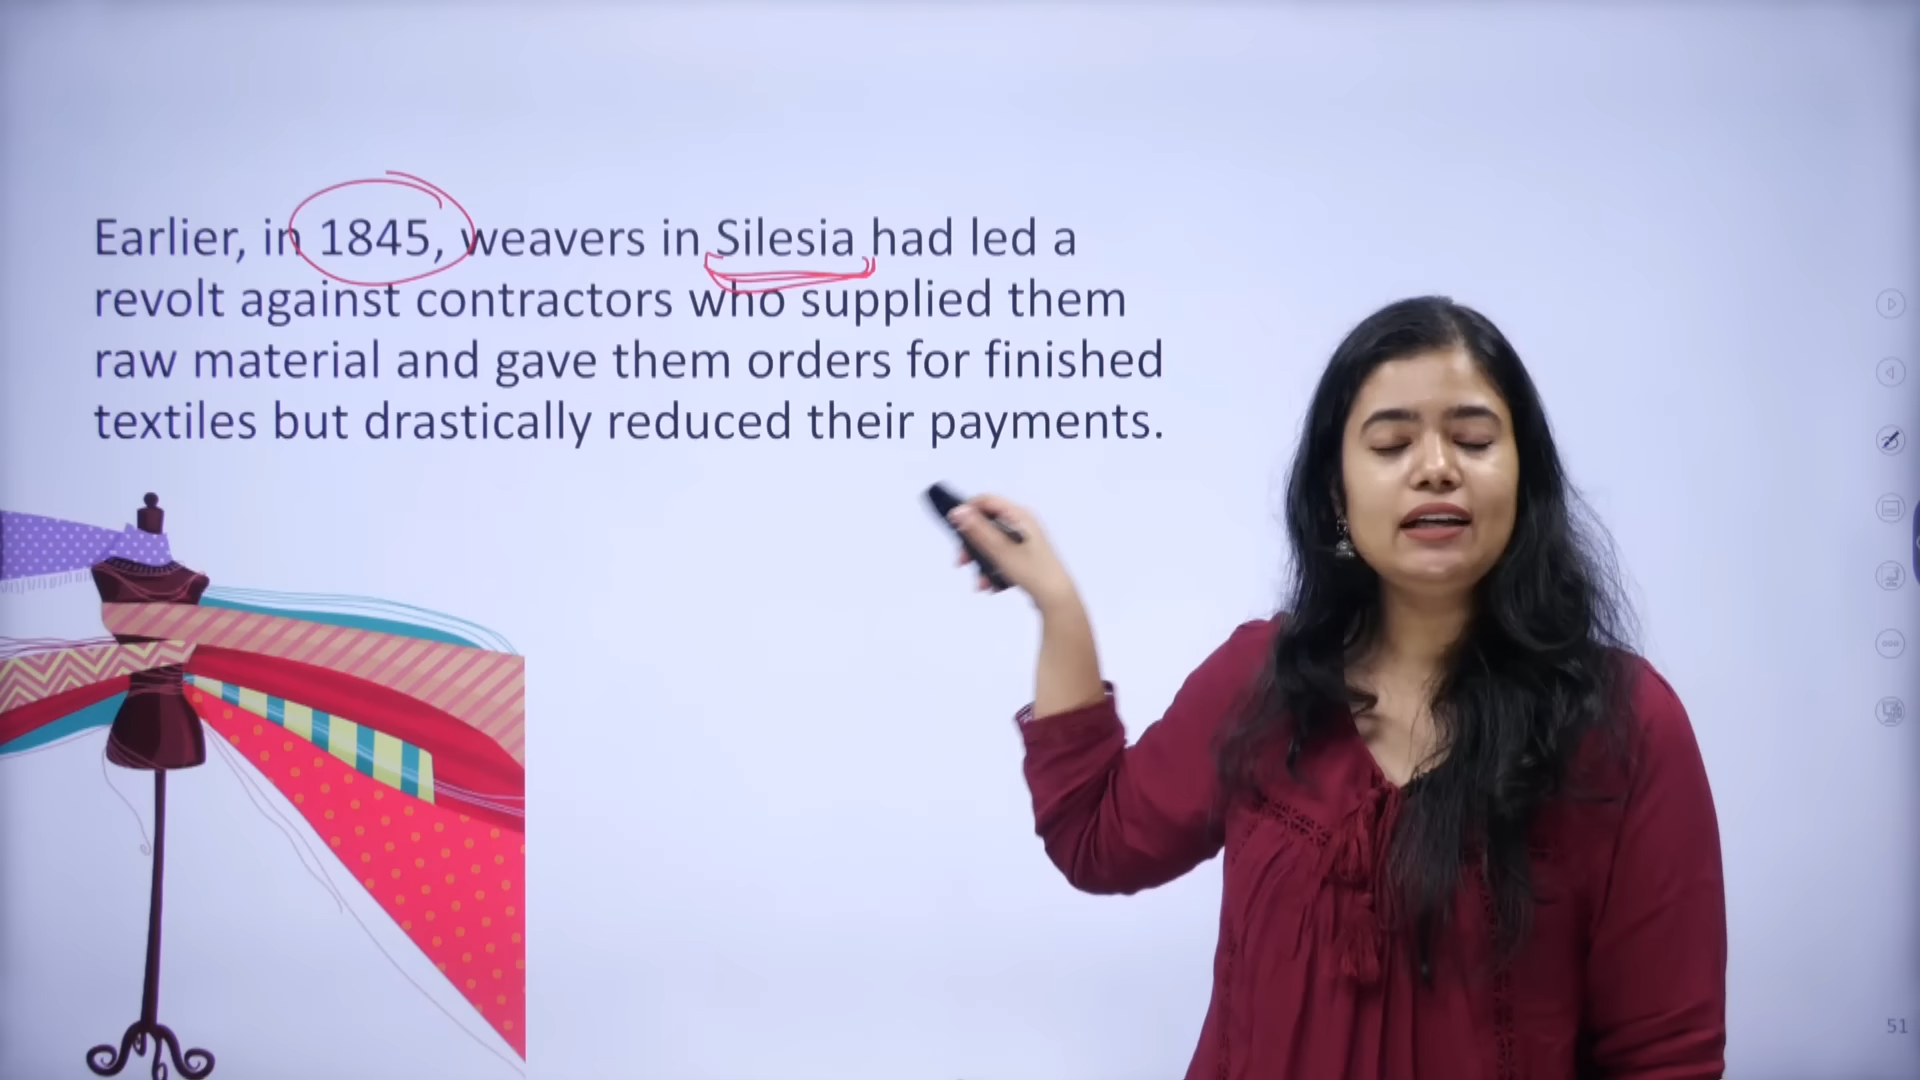 Earlier, in 1845, weavers in Silesia had led a
revolt against contractors who supplied them
raw material and gave them orders for finished
textiles but drastically reduced their payments.
51